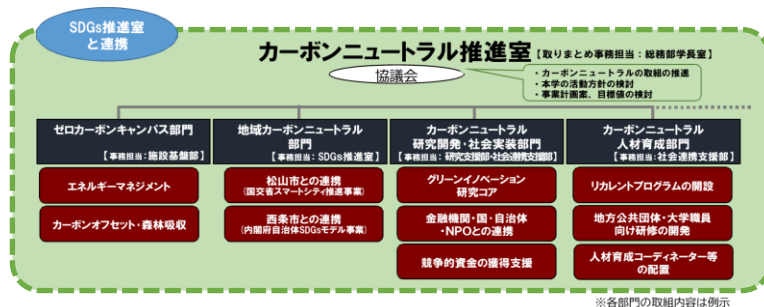 SDGs推進室
と連携
カーボンニュートラル推進室【取りまとめ事務担当：総務部学長室】
協議会
・カーボンニュートラルの取組の推進
・本学の活動方針の検討
・事業計画案、目標値の検討
ゼロカーボンキャンパス部門
【事務担当：施設基盤部】
エネルギーマネジメント
カーボンオフセット・森林吸収
地域カーボンニュートラル
部門
【事務担当：SDGs推進室】
松山市との連携
(国交省スマートシティ推進事業)
西条市との連携
(内閣府自治体SDGsモデル事業)
カーボンニュートラル
研究開発・社会実装部門
【事務担当：研究支援部・社会連携支援部】
グリーンイノベーション
研究コア
金融機関・国・自治体
・NPOとの連携
競争的資金の獲得支援
カーボンニュートラル
人材育成部門
【事務担当：社会連携支援部】
リカレントプログラムの開設
地方公共団体・大学職員
向け研修の開発
人材育成コーディネーター等
の配置
※各部門の取組内容は例示